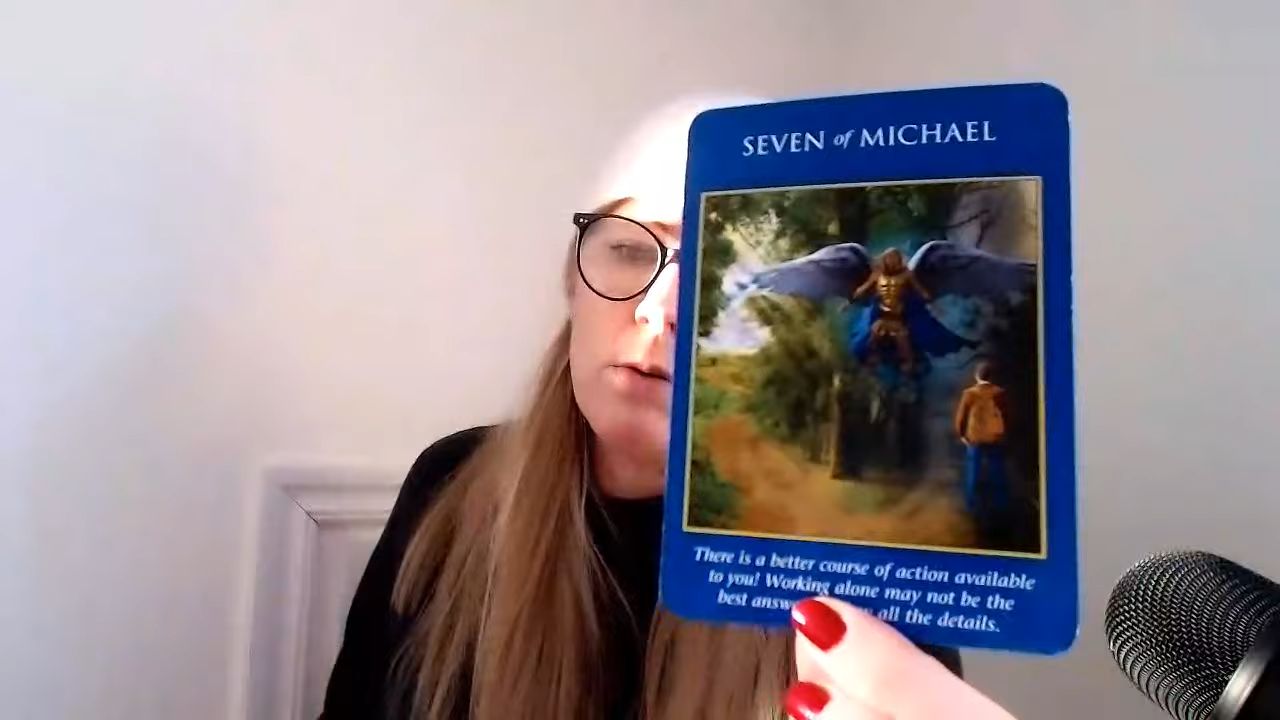 SEVEN of MICHAEL
There is a better course of action available
to you! Working alone may not be the
best all the details.